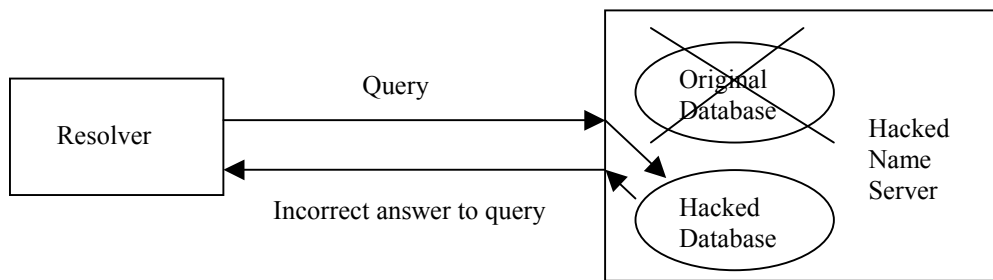 Query
Resolver
Incorrect answer to query
Original
Database
Hacked
Database
Hacked
Name
Server